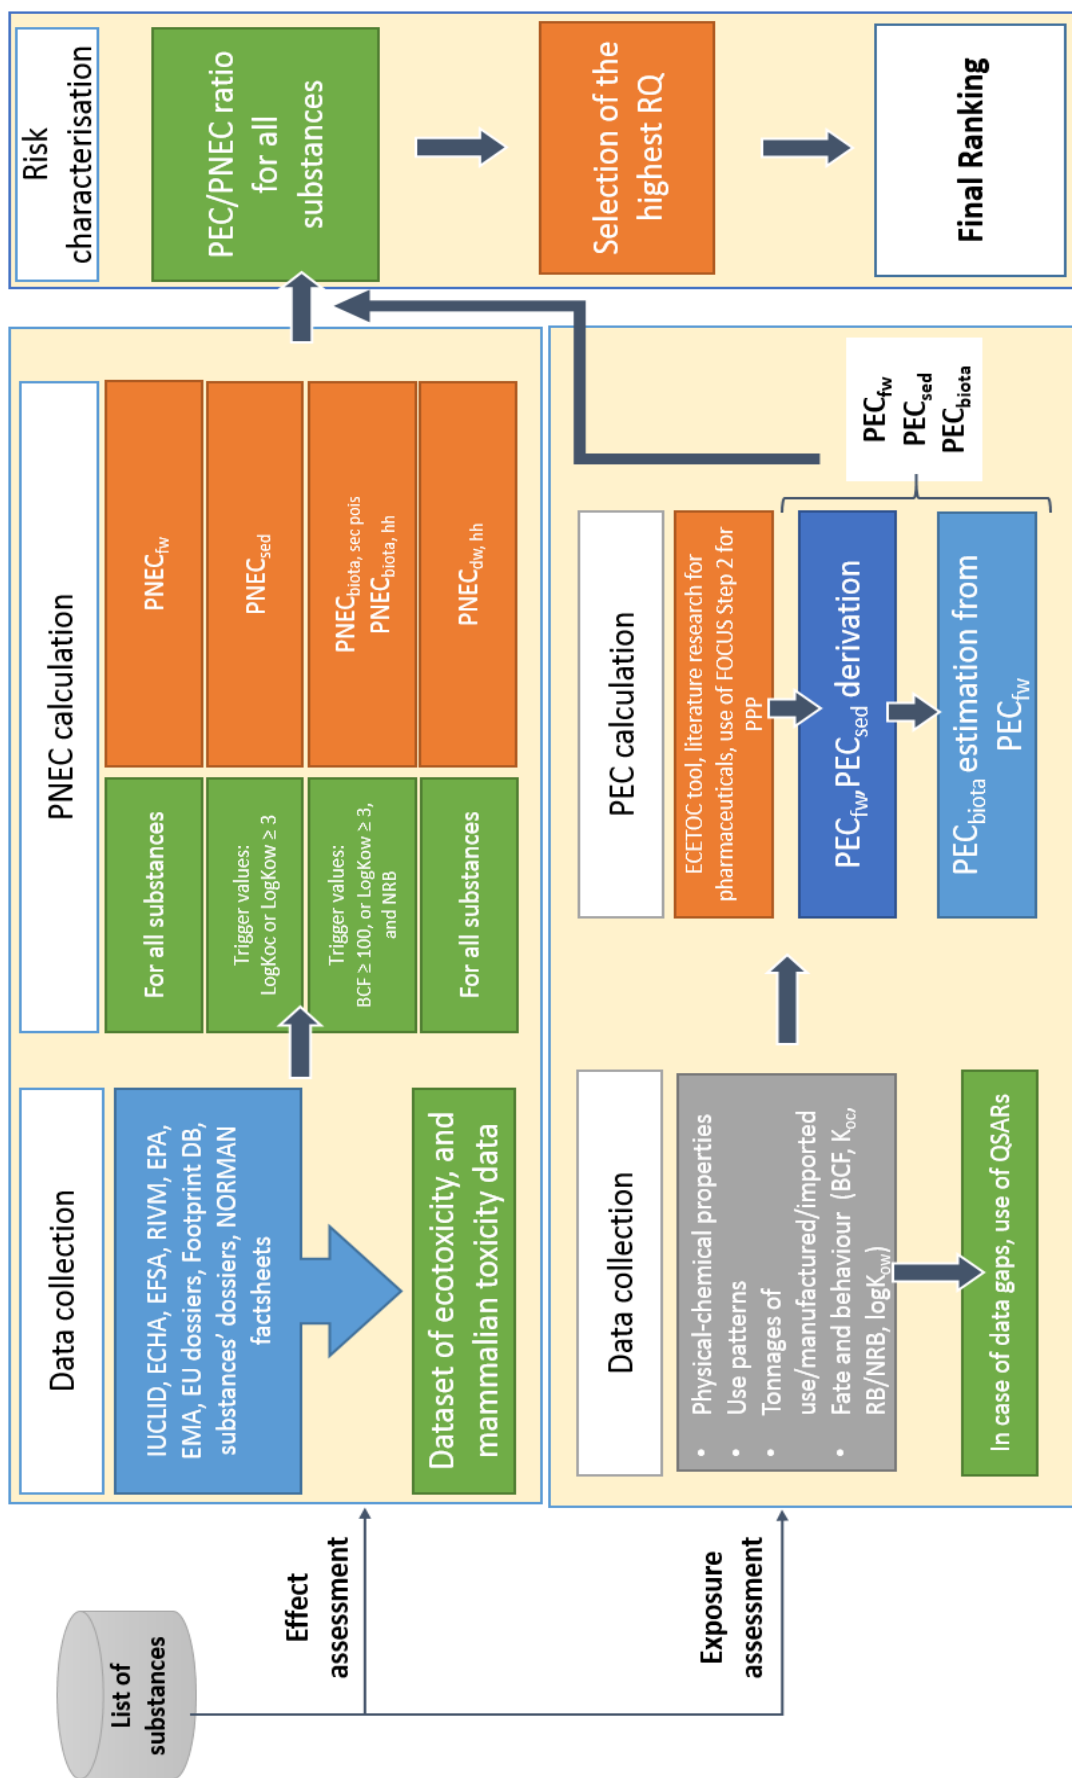 List of
substances
Effect
assessment
Exposure
assessment
Data collection
IUCLID, ECHA, EFSA, RIVM, EPA,
EMA, EU dossiers, Footprint DB,
substances' dossiers, NORMAN
factsheets
Dataset of ecotoxicity, and
mammalian toxicity data
PNEC calculation
For all substances
PNECfw
Trigger values:
LogKoc or LogKow ≥ 3
PNECsed
Trigger values:
BCF ≥ 100, or LogKow ≥ 3,
and NRB
PNECbiota, sec pois
PNECbiota, hh
For all substances
PNECdw, hh
Data collection
• Physical-chemical properties
• Use patterns
• Tonnages of
use/manufactured/imported
• Fate and behaviour (BCF, Koc,
RB/NRB, logKow)
In case of data gaps, use of QSARs
PEC calculation
ECETOC tool, literature research for
pharmaceuticals, use of FOCUS Step 2 for
PPP
PECfw,PECsed derivation
PECbiota estimation from
PECfw
PECfw
PECsed
PECbiota
Risk
characterisation
PEC/PNEC ratio
for all
substances
Selection of the
highest RQ
Final Ranking